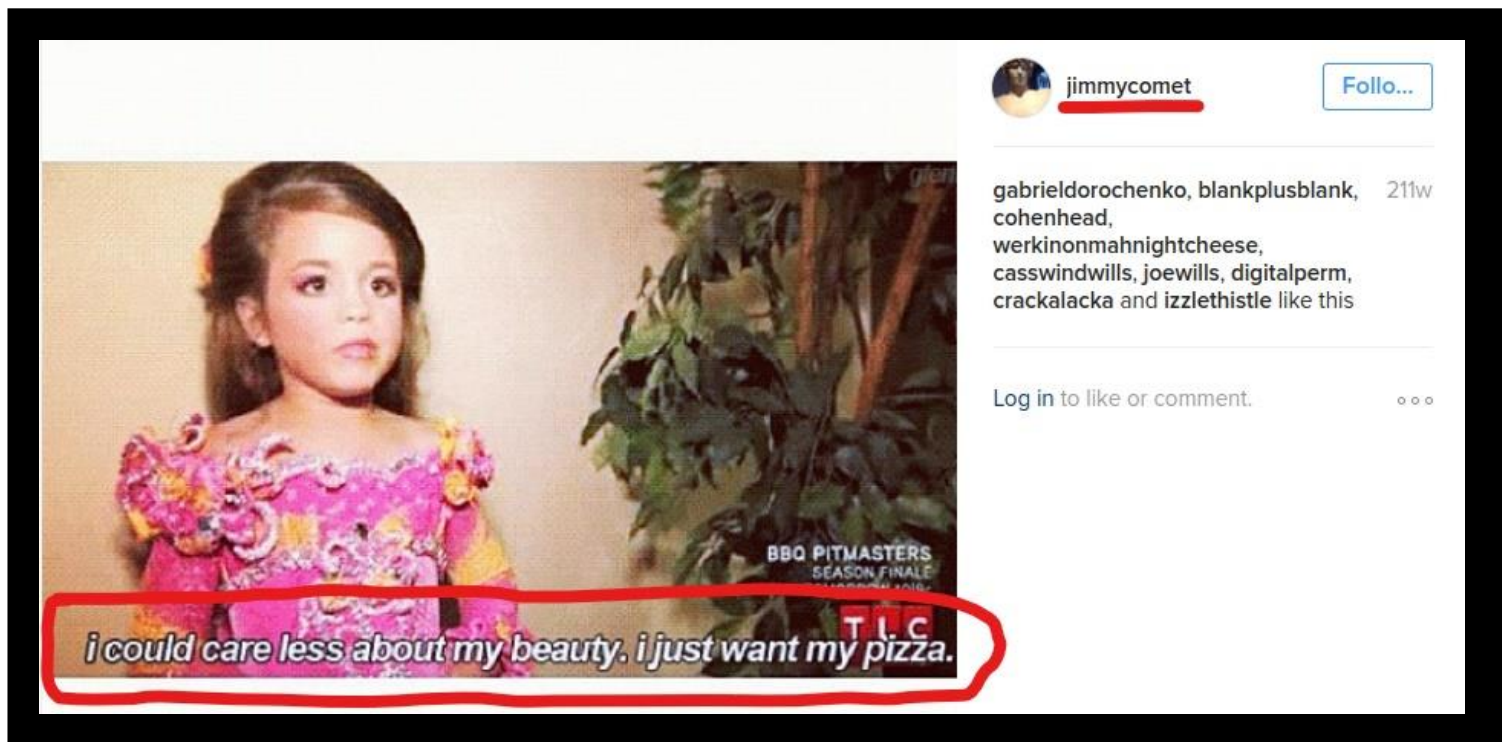 jimmycomet
Follo...
gabrieldorochenko, blankplusblank,
211w
cohenhead,
werkinonmahnightcheese,
casswindwills, joewills, digitalperm,
crackalacka and izzlethistle like this
Log in to like or comment.
BBQ PITMASTERS
SEASON FINALE
TLC
i could care less about my beauty. i just want my pizza.